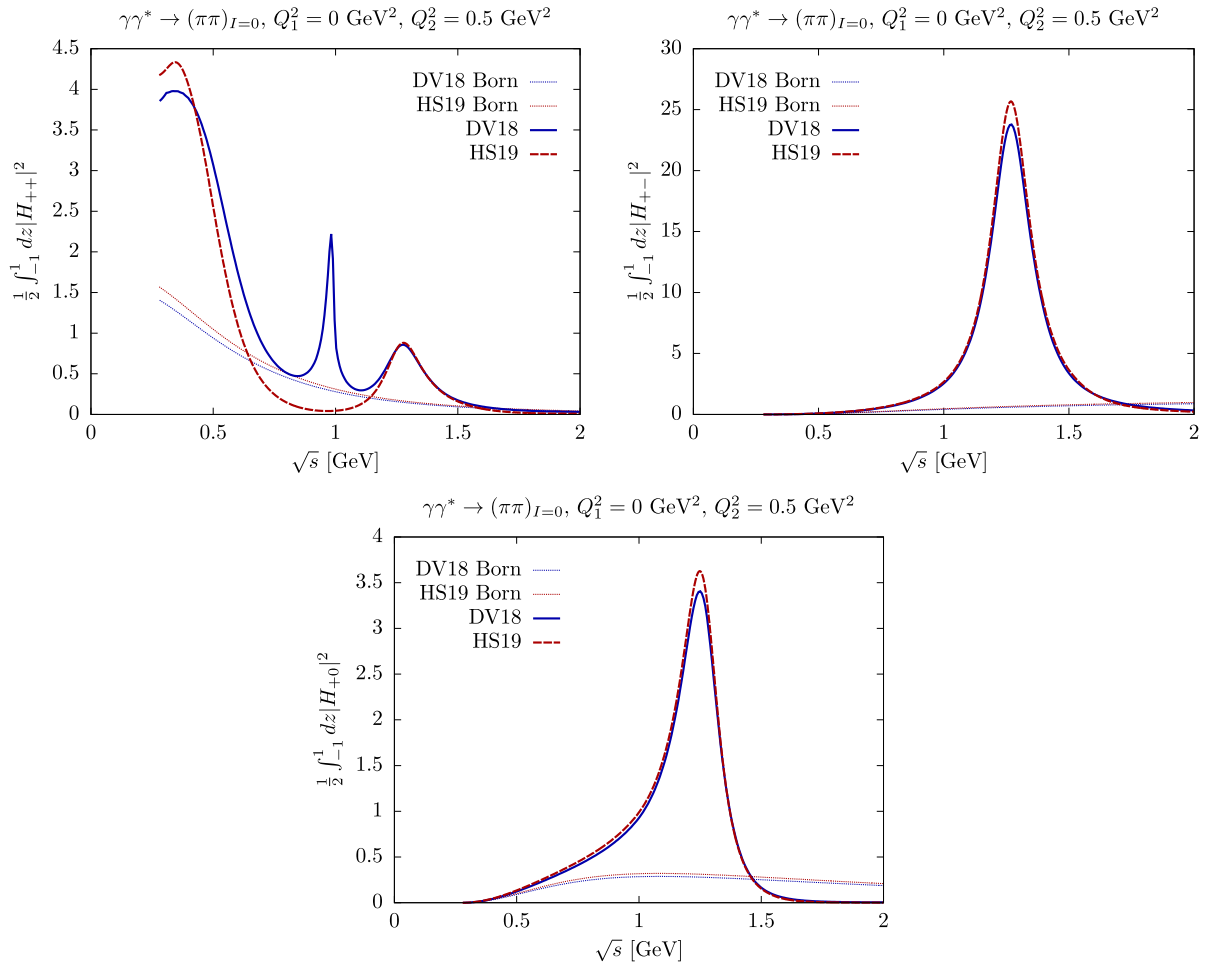 γγ* → (ππ)_{I=0}, Q₁² = 0 GeV², Q₂² = 0.5 GeV²
4.5
4
3.5
3
2.5
2
1.5
1
0.5
0
½ ∫₋₁¹ dz|H₊₊|²
DV18 Born
HS19 Born
DV18
HS19
0 0.5 1 1.5 2
√s [GeV]
γγ* → (ππ)_{I=0}, Q₁² = 0 GeV², Q₂² = 0.5 GeV²
30
25
20
15
10
5
0
½ ∫₋₁¹ dz|H₊₋|²
DV18 Born
HS19 Born
DV18
HS19
0 0.5 1 1.5 2
√s [GeV]
γγ* → (ππ)_{I=0}, Q₁² = 0 GeV², Q₂² = 0.5 GeV²
4
3.5
3
2.5
2
1.5
1
0.5
0
½ ∫₋₁¹ dz|H₊₀|²
DV18 Born
HS19 Born
DV18
HS19
0 0.5 1 1.5 2
√s [GeV]